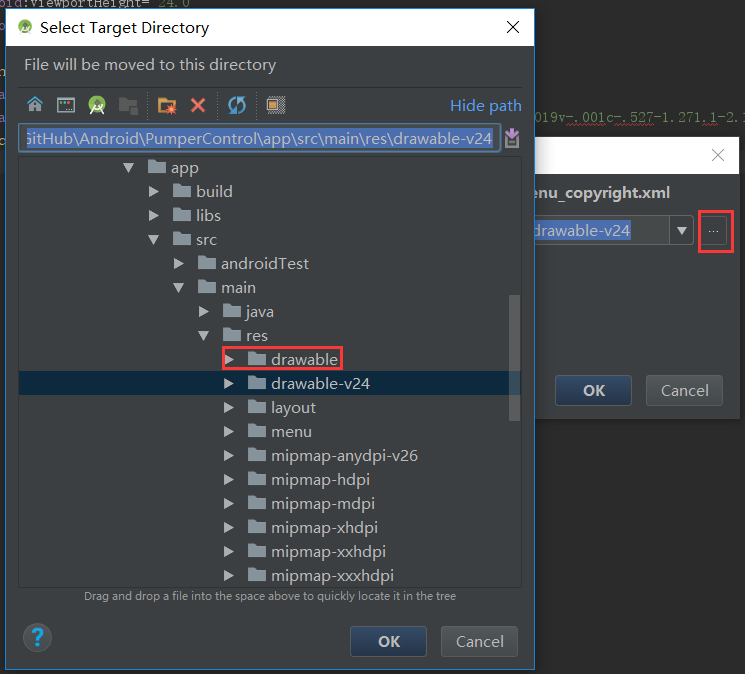 oid:viewportHeight="24.0"
Select Target Directory
File will be moved to this directory
Hide path
GitHub\Android\PumperControl\app\src\main\res\drawable-v24
019v-.001c-.527-1.271.1-2.
app
build
libs
src
androidTest
main
java
res
drawable
drawable-v24
layout
menu
mipmap-anydpi-v26
mipmap-hdpi
mipmap-mdpi
mipmap-xhdpi
mipmap-xxhdpi
mipmap-xxxhdpi
Drag and drop a file into the space above to quickly locate it in the tree
?
OK
Cancel
enu_copyright.xml
drawable-v24
...
OK
Cancel